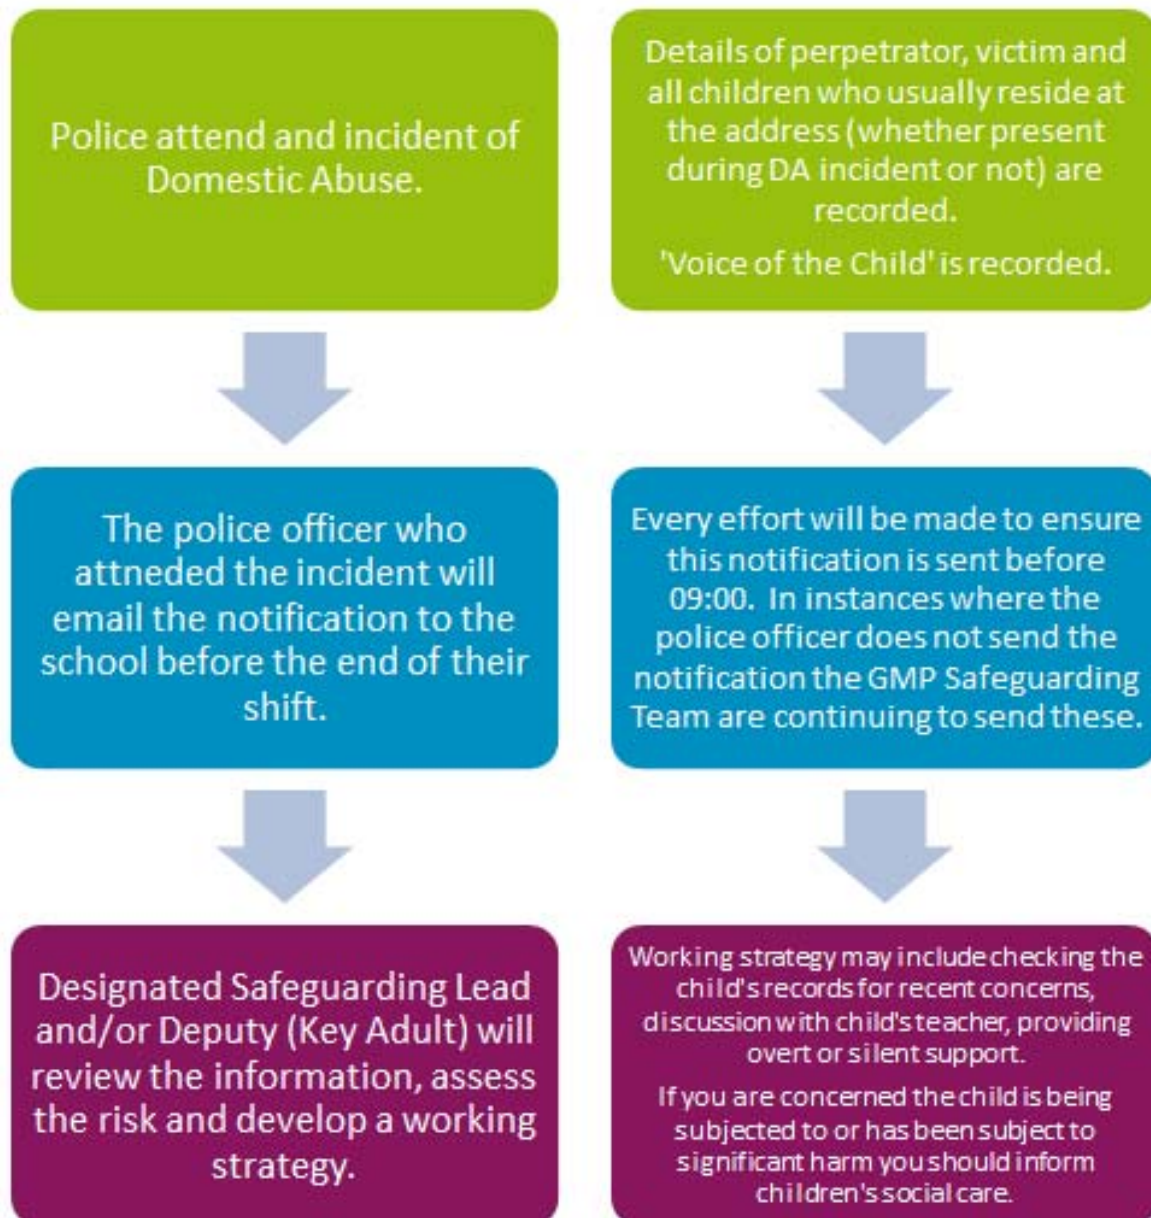 Police attend and incident of
Domestic Abuse.
Details of perpetrator, victim and
all children who usually reside at
the address (whether present
during DA incident or not) are
recorded.
'Voice of the Child' is recorded.
The police officer who
attneded the incident will
email the notification to the
school before the end of their
shift.
Every effort will be made to ensure
this notification is sent before
09:00. In instances where the
police officer does not send the
notification the GMP Safeguarding
Team are continuing to send these.
Designated Safeguarding Lead
and/or Deputy (Key Adult) will
review the information, assess
the risk and develop a working
strategy.
Working strategy may include checking the
child's records for recent concerns,
discussion with child's teacher, providing
overt or silent support.
If you are concerned the child is being
subjected to or has been subject to
significant harm you should inform
children's social care.